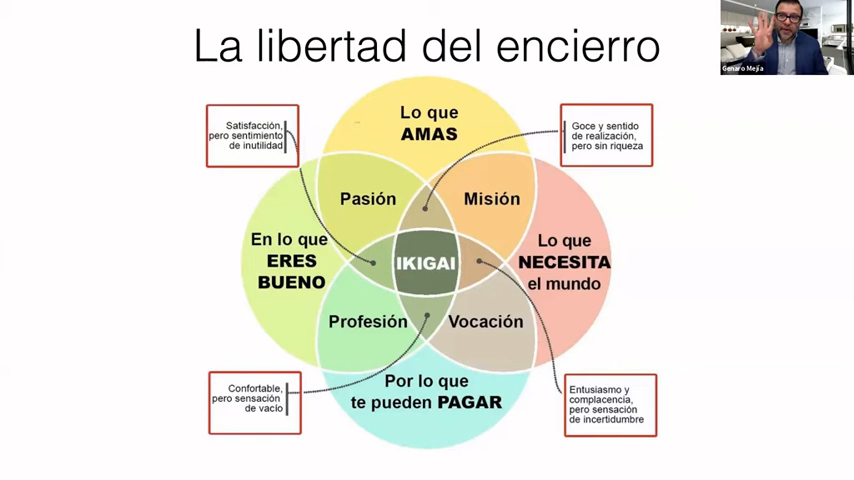 La libertad del encierro
Genaro Mejía
Lo que
AMAS
Satisfacción,
pero sentimiento
de inutilidad
Goce y sentido
de realización,
pero sin riqueza
Pasión
Misión
En lo que
ERES
BUENO
IKIGAI
Lo que
NECESITA
el mundo
Profesión
Vocación
Por lo que
te pueden PAGAR
Confortable,
pero sensación
de vacío
Entusiasmo y
complacencia,
pero sensación
de incertidumbre